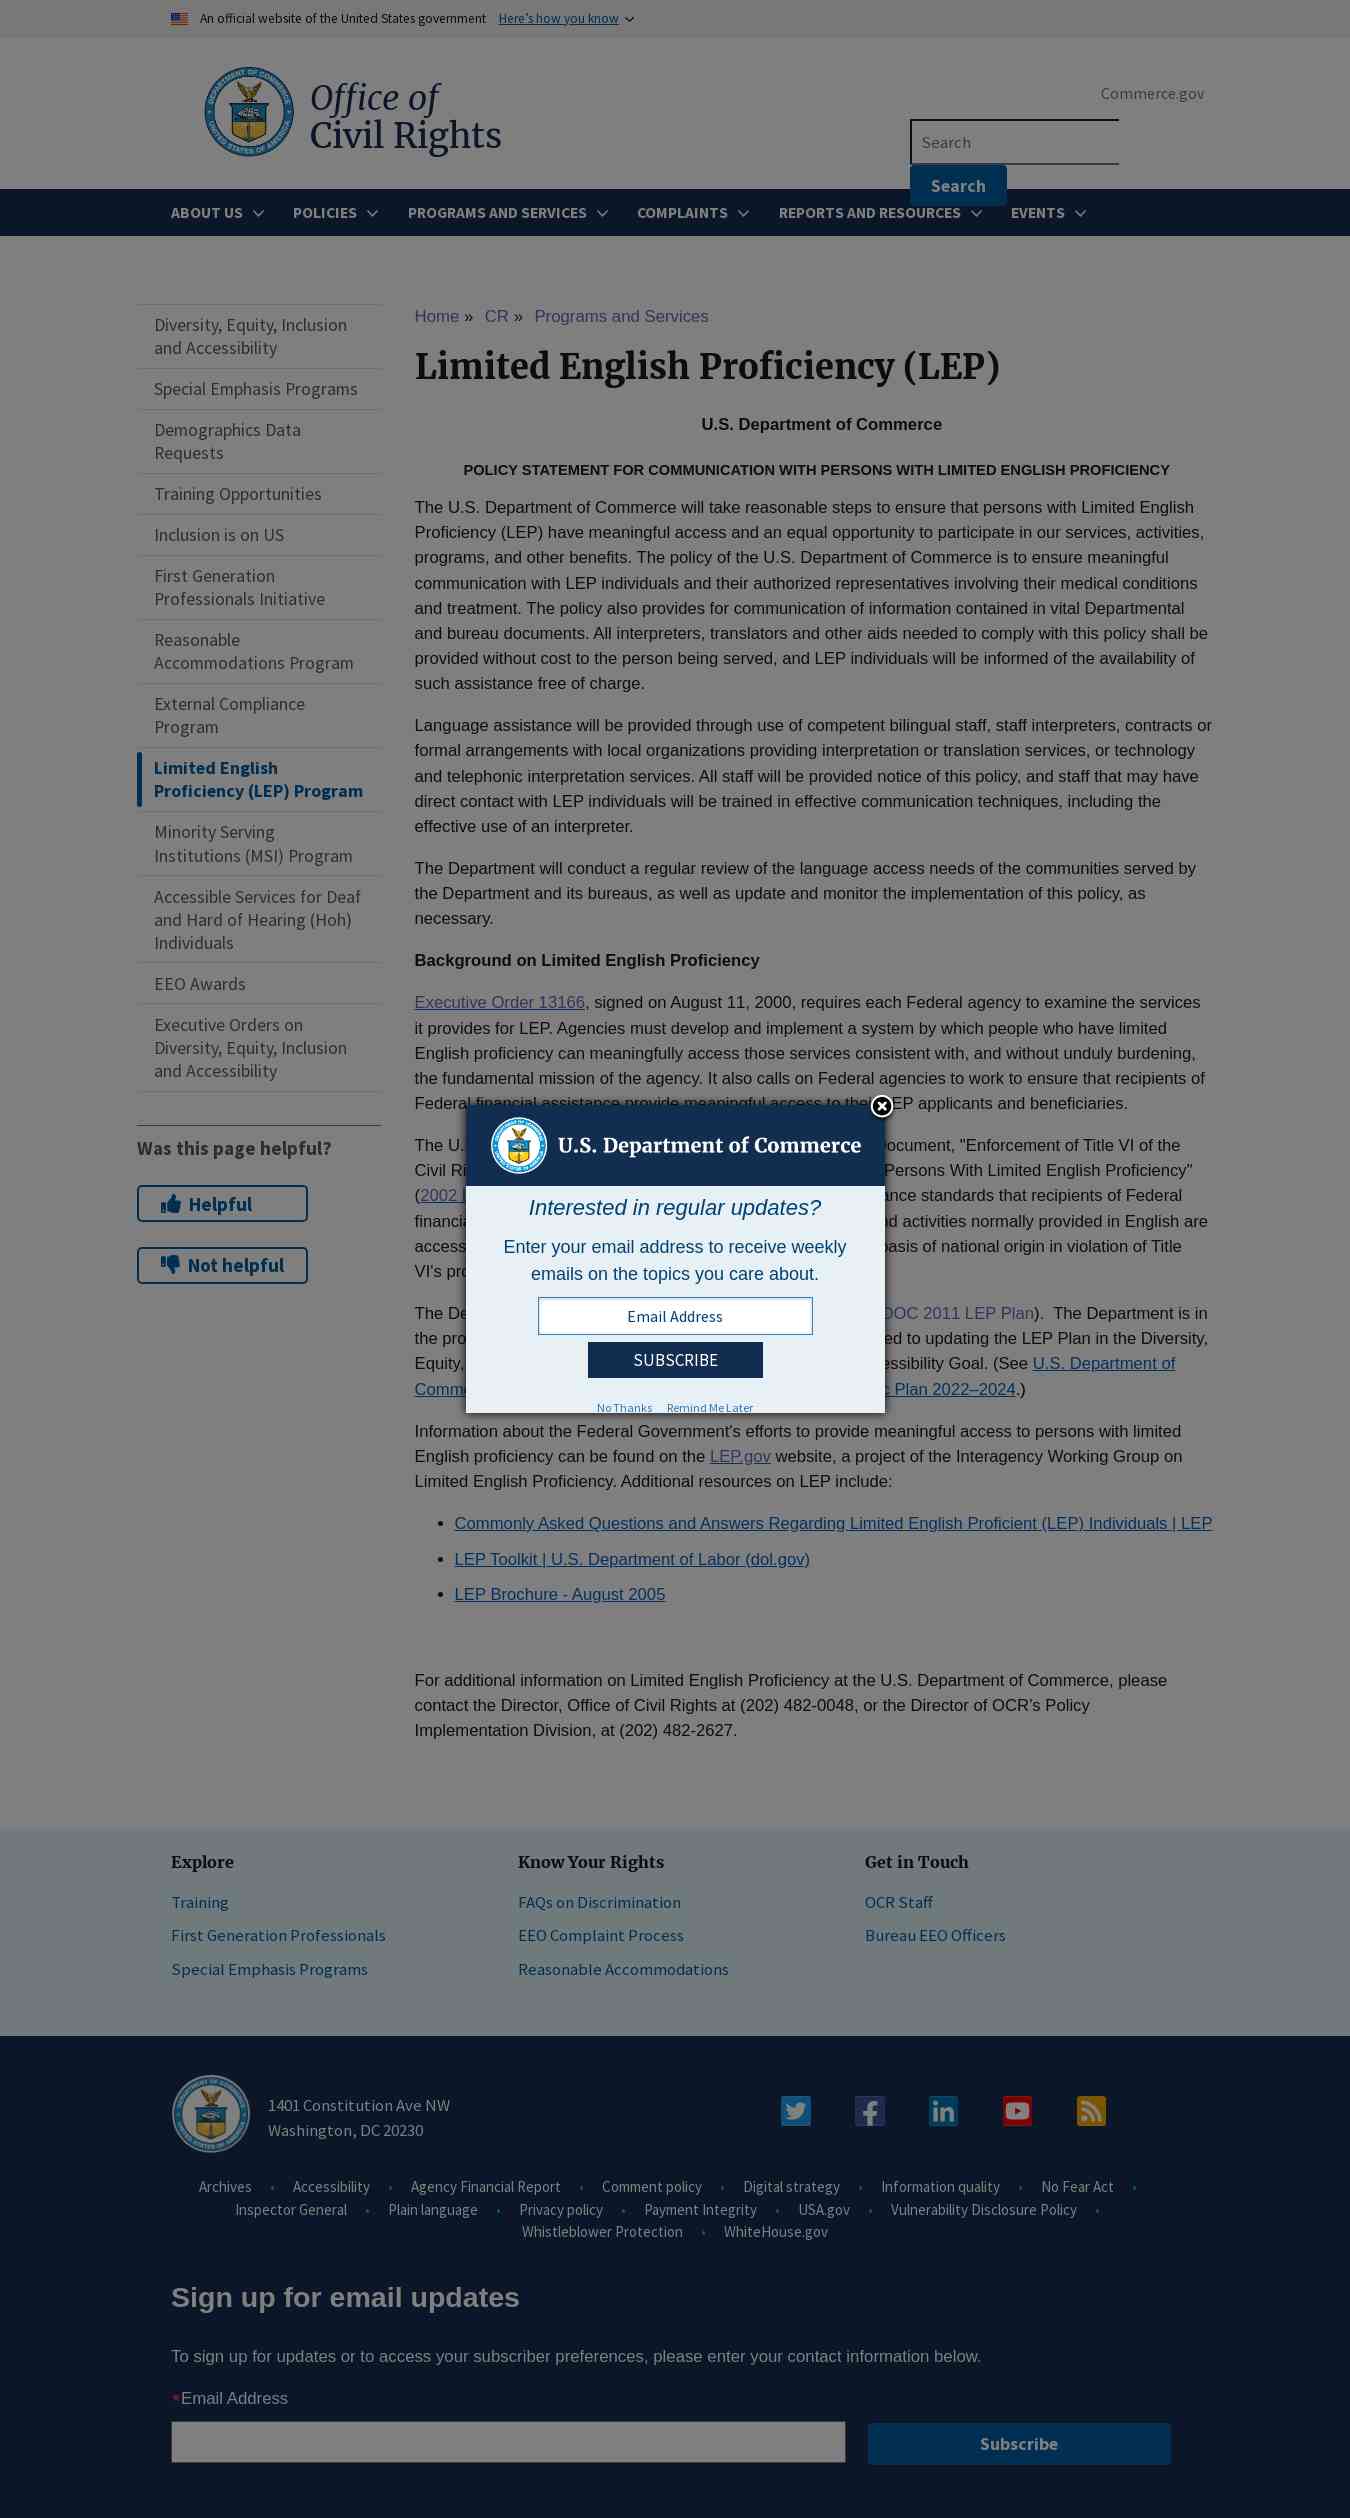 An official website of the United States government Here's how you know
Office of
Civil Rights
Commerce.gov
Search
Search
ABOUT US POLICIES PROGRAMS AND SERVICES COMPLAINTS REPORTS AND RESOURCES EVENTS
Diversity, Equity, Inclusion
and Accessibility
Special Emphasis Programs
Demographics Data
Requests
Training Opportunities
Inclusion is on US
First Generation
Professionals Initiative
Reasonable
Accommodations Program
External Compliance
Program
Limited English
Proficiency (LEP) Program
Minority Serving
Institutions (MSI) Program
Accessible Services for Deaf
and Hard of Hearing (Hoh)
Individuals
EEO Awards
Executive Orders on
Diversity, Equity, Inclusion
and Accessibility
Was this page helpful?
Helpful
Not helpful
Home » CR » Programs and Services
Limited English Proficiency (LEP)
U.S. Department of Commerce
POLICY STATEMENT FOR COMMUNICATION WITH PERSONS WITH LIMITED ENGLISH PROFICIENCY
The U.S. Department of Commerce will take reasonable steps to ensure that persons with Limited English
Proficiency (LEP) have meaningful access and an equal opportunity to participate in our services, activities,
programs, and other benefits. The policy of the U.S. Department of Commerce is to ensure meaningful
communication with LEP individuals and their authorized representatives involving their medical conditions
and treatment. The policy also provides for communication of information contained in vital Departmental
and bureau documents. All interpreters, translators and other aids needed to comply with this policy shall be
provided without cost to the person being served, and LEP individuals will be informed of the availability of
such assistance free of charge.
Language assistance will be provided through use of competent bilingual staff, staff interpreters, contracts or
formal arrangements with local organizations providing interpretation or translation services, or technology
and telephonic interpretation services. All staff will be provided notice of this policy, and staff that may have
direct contact with LEP individuals will be trained in effective communication techniques, including the
effective use of an interpreter.
The Department will conduct a regular review of the language access needs of the communities served by
the Department and its bureaus, as well as update and monitor the implementation of this policy, as
necessary.
Background on Limited English Proficiency
Executive Order 13166, signed on August 11, 2000, requires each Federal agency to examine the services
it provides for LEP. Agencies must develop and implement a system by which people who have limited
English proficiency can meaningfully access those services consistent with, and without unduly burdening,
the fundamental mission of the agency. It also calls on Federal agencies to work to ensure that recipients of
Federal financial assistance provide meaningful access to their LEP applicants and beneficiaries.
The U. ocument, "Enforcement of Title VI of the
Civil Ri Persons With Limited English Proficiency"
(2002 ance standards that recipients of Federal
financia nd activities normally provided in English are
access asis of national origin in violation of Title
VI's pro
The De DOC 2011 LEP Plan). The Department is in
the pro ed to updating the LEP Plan in the Diversity,
Equity, essibility Goal. (See U.S. Department of
Comm c Plan 2022–2024.)
U.S. Department of Commerce
Interested in regular updates?
Enter your email address to receive weekly
emails on the topics you care about.
Email Address
SUBSCRIBE
No Thanks Remind Me Later
Information about the Federal Government's efforts to provide meaningful access to persons with limited
English proficiency can be found on the LEP.gov website, a project of the Interagency Working Group on
Limited English Proficiency. Additional resources on LEP include:
• Commonly Asked Questions and Answers Regarding Limited English Proficient (LEP) Individuals | LEP
• LEP Toolkit | U.S. Department of Labor (dol.gov)
• LEP Brochure - August 2005
For additional information on Limited English Proficiency at the U.S. Department of Commerce, please
contact the Director, Office of Civil Rights at (202) 482-0048, or the Director of OCR's Policy
Implementation Division, at (202) 482-2627.
Explore
Training
First Generation Professionals
Special Emphasis Programs
Know Your Rights
FAQs on Discrimination
EEO Complaint Process
Reasonable Accommodations
Get in Touch
OCR Staff
Bureau EEO Officers
1401 Constitution Ave NW
Washington, DC 20230
Archives • Accessibility • Agency Financial Report • Comment policy • Digital strategy • Information quality • No Fear Act •
Inspector General • Plain language • Privacy policy • Payment Integrity • USA.gov • Vulnerability Disclosure Policy •
Whistleblower Protection • WhiteHouse.gov
Sign up for email updates
To sign up for updates or to access your subscriber preferences, please enter your contact information below.
*Email Address
Subscribe